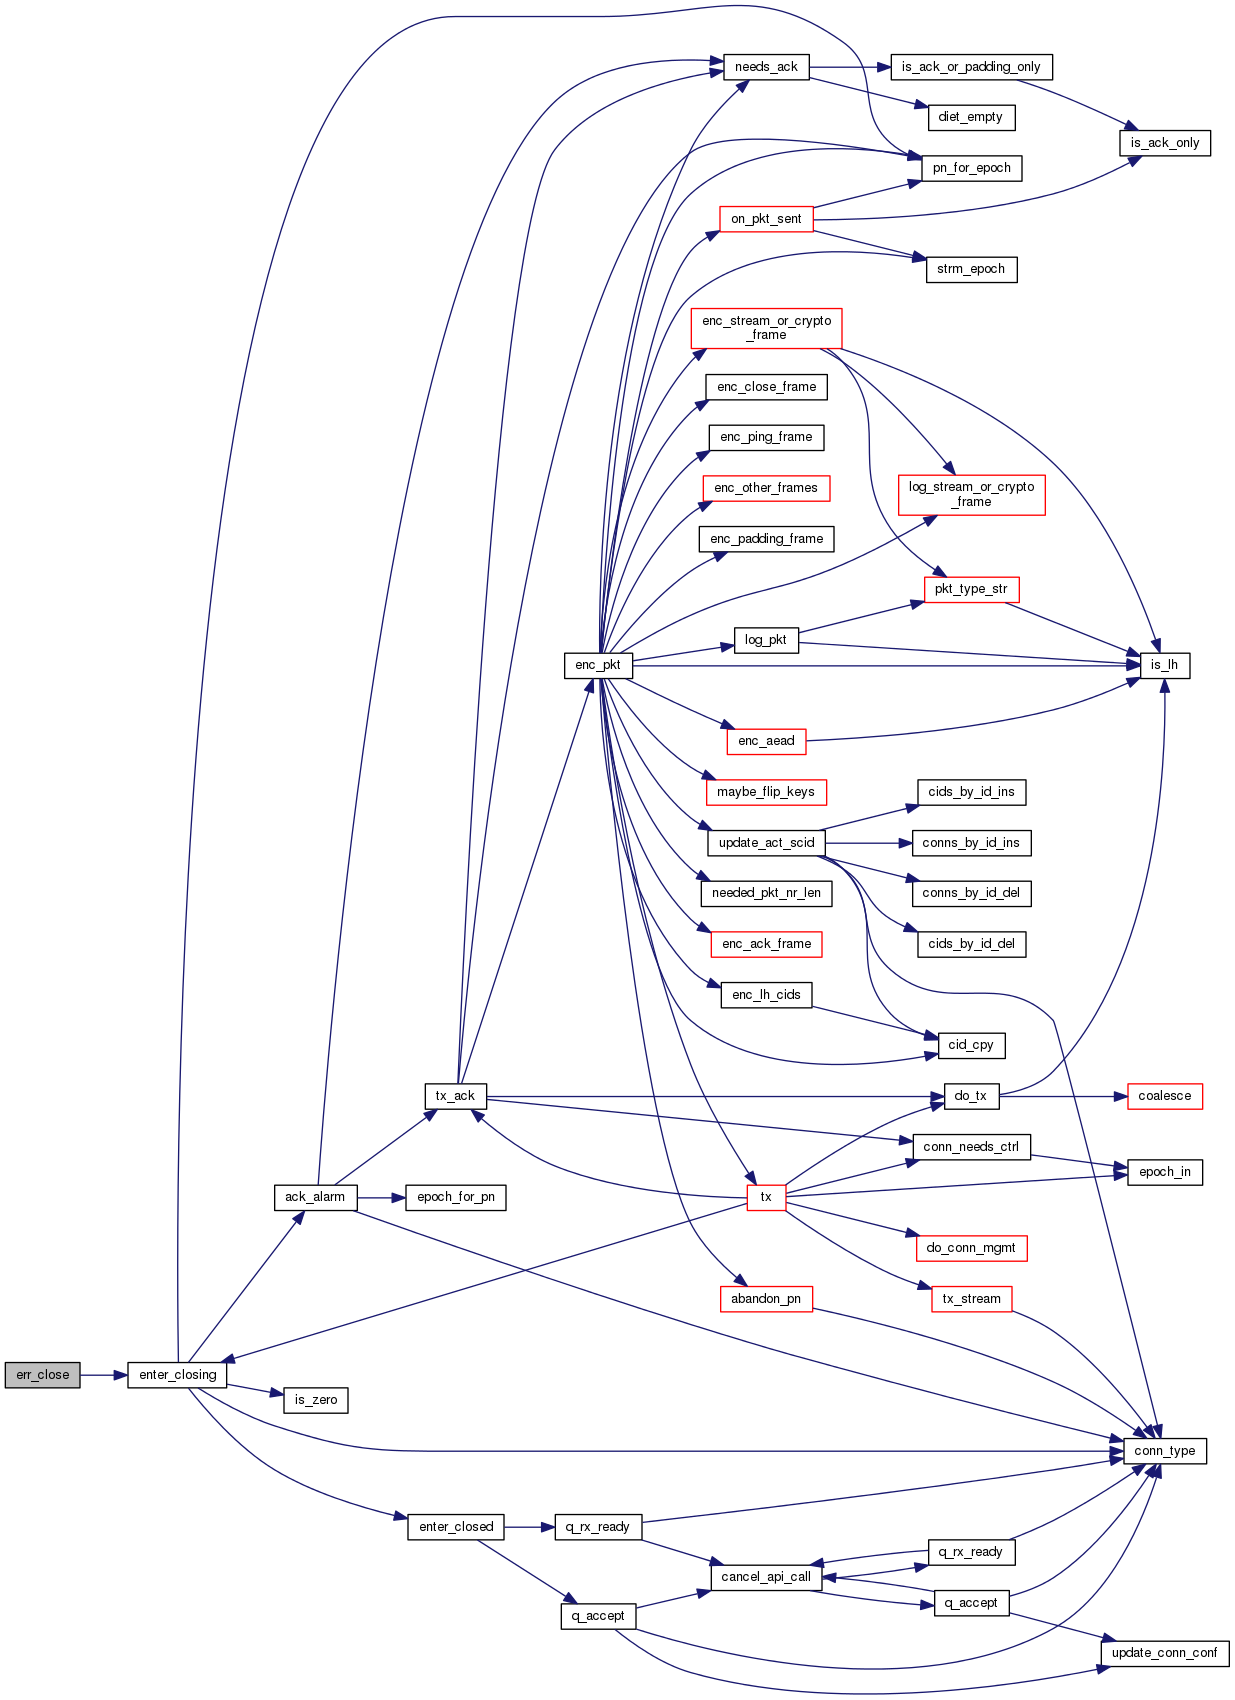 needs_ack
is_ack_or_padding_only
diet_empty
is_ack_only
pn_for_epoch
on_pkt_sent
strm_epoch
enc_stream_or_crypto
_frame
enc_close_frame
enc_ping_frame
enc_other_frames
log_stream_or_crypto
_frame
enc_padding_frame
pkt_type_str
log_pkt
enc_pkt
is_lh
enc_aead
maybe_flip_keys
cids_by_id_ins
update_act_scid
conns_by_id_ins
needed_pkt_nr_len
conns_by_id_del
enc_ack_frame
cids_by_id_del
enc_lh_cids
cid_cpy
tx_ack
do_tx
coalesce
conn_needs_ctrl
epoch_in
ack_alarm
epoch_for_pn
tx
do_conn_mgmt
abandon_pn
tx_stream
err_close
enter_closing
is_zero
conn_type
enter_closed
q_rx_ready
q_rx_ready
cancel_api_call
q_accept
q_accept
update_conn_conf